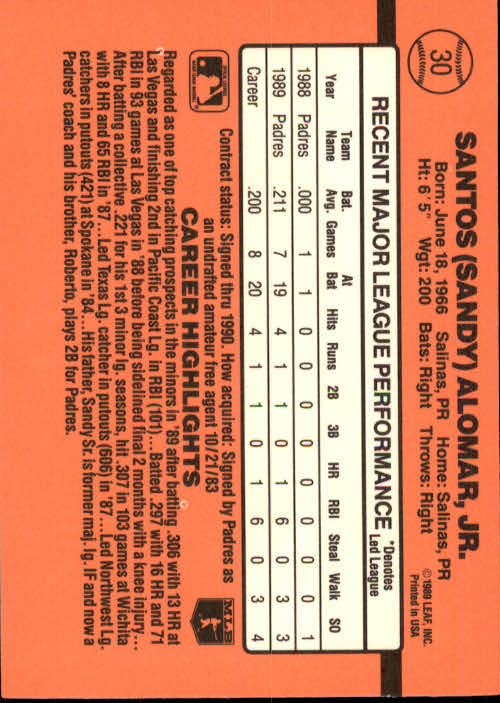 30
SANTOS (SANDY) ALOMAR, JR.
Born: June 18, 1966 Salinas, PR Home: Salinas, PR
Ht: 6'5" Wgt: 200 Bats: Right Throws: Right
© 1989 LEAF, INC.
Printed in USA
RECENT MAJOR LEAGUE PERFORMANCE *Denotes Led League
Year Team Name Bat. Avg. Games At Bat Hits Runs 2B 3B HR RBI Steal Walk SO
1988 Padres .000 1 1 0 0 0 0 0 0 0 0 1
1989 Padres .211 7 19 4 1 1 0 1 6 0 3 3
Career .200 8 20 4 1 1 0 1 6 0 3 4
Contract status: Signed thru 1990. How acquired: Signed by Padres as
an undrafted amateur free agent 10/21/83
MLB
CAREER HIGHLIGHTS
Regarded as one of top catching prospects in the minors in '89 after batting .306 with 13 HR at
Las Vegas and finishing 2nd in Pacific Coast Lg. in RBI (101)... Batted .297 with 16 HR and 71
RBI in 93 games at Las Vegas in '88 before being sidelined final 2 months with a knee injury...
After batting a collective .221 for his 1st 3 minor lg. seasons, hit .307 in 103 games at Wichita
with 8 HR and 65 RBI in '87...Led Texas Lg. catcher in putouts (606) in '87...Led Northwest Lg.
catchers in putouts (421) at Spokane in '84...His father, Sandy Sr. is former maj. lg. IF and now a
Padres' coach and his brother, Roberto, plays 2B for Padres.